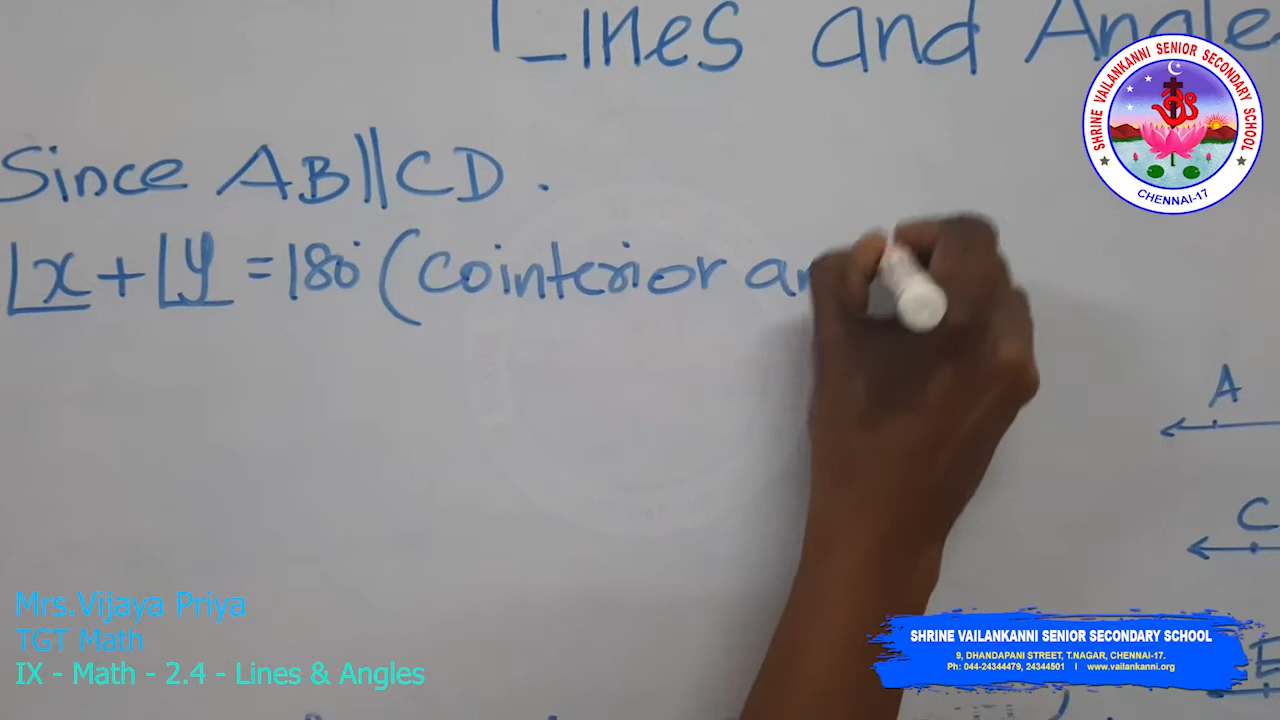 Lines and Angle
Since AB||CD.
∠x + ∠y = 180° (cointerior an
A
C
E
SHRINE VAILANKANNI SENIOR SECONDARY SCHOOL
CHENNAI-17
Mrs.Vijaya Priya
TGT Math
IX - Math - 2.4 - Lines & Angles
SHRINE VAILANKANNI SENIOR SECONDARY SCHOOL
9, DHANDAPANI STREET, T.NAGAR, CHENNAI-17.
Ph: 044-24344479, 24344501 I www.vailankanni.org